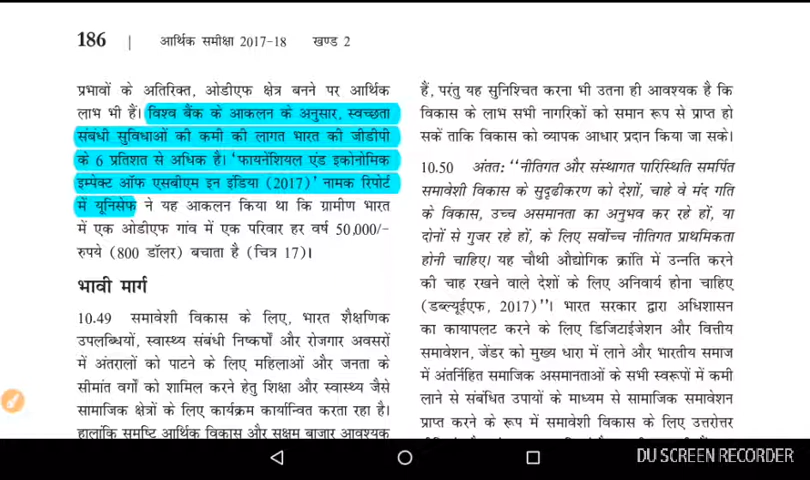 186 | आर्थिक समीक्षा 2017-18 खण्ड 2
प्रभावों के अतिरिक्त, ओडीएफ क्षेत्र बनने पर आर्थिक
लाभ भी हैं। विश्व बैंक के आकलन के अनुसार, स्वच्छता
संबंधी सुविधाओं की कमी की लागत भारत की जीडीपी
के 6 प्रतिशत से अधिक है। 'फायनेंशियल एंड इकोनोमिक
इम्पेक्ट ऑफ एसबीएम इन इंडिया (2017)' नामक रिपोर्ट
में यूनिसेफ ने यह आकलन किया था कि ग्रामीण भारत
में एक ओडीएफ गांव में एक परिवार हर वर्ष 50,000/-
रुपये (800 डॉलर) बचाता है (चित्र 17)।
भावी मार्ग
10.49 समावेशी विकास के लिए, भारत शैक्षणिक
उपलब्धियों, स्वास्थ्य संबंधी निष्कर्षों और रोजगार अवसरों
में अंतरालों को पाटने के लिए महिलाओं और जनता के
सीमांत वर्गों को शामिल करने हेतु शिक्षा और स्वास्थ्य जैसे
सामाजिक क्षेत्रों के लिए कार्यक्रम कार्यान्वित करता रहा है।
हालांकि समष्टि आर्थिक विकास और सक्षम बाजार आवश्यक
हैं, परंतु यह सुनिश्चित करना भी उतना ही आवश्यक है कि
विकास के लाभ सभी नागरिकों को समान रूप से प्राप्त हो
सकें ताकि विकास को व्यापक आधार प्रदान किया जा सके।
10.50 अंततः "नीतिगत और संस्थागत पारिस्थिति समर्पित
समावेशी विकास के सुदृढीकरण को देशों, चाहे वे मंद गति
के विकास, उच्च असमानता का अनुभव कर रहे हों, या
दोनों से गुजर रहे हों, के लिए सर्वोच्च नीतिगत प्राथमिकता
होनी चाहिए। यह चौथी औद्योगिक क्रांति में उन्नति करने
की चाह रखने वाले देशों के लिए अनिवार्य होना चाहिए
(डब्ल्यूईएफ, 2017)"। भारत सरकार द्वारा अधिशासन
का कायापलट करने के लिए डिजिटाईजेशन और वित्तीय
समावेशन, जेंडर को मुख्य धारा में लाने और भारतीय समाज
में अंतर्निहित समाजिक असमानताओं के सभी स्वरूपों में कमी
लाने से संबंधित उपायों के माध्यम से सामाजिक समावेशन
प्राप्त करने के रूप में समावेशी विकास के लिए उत्तरोत्तर
DU SCREEN RECORDER